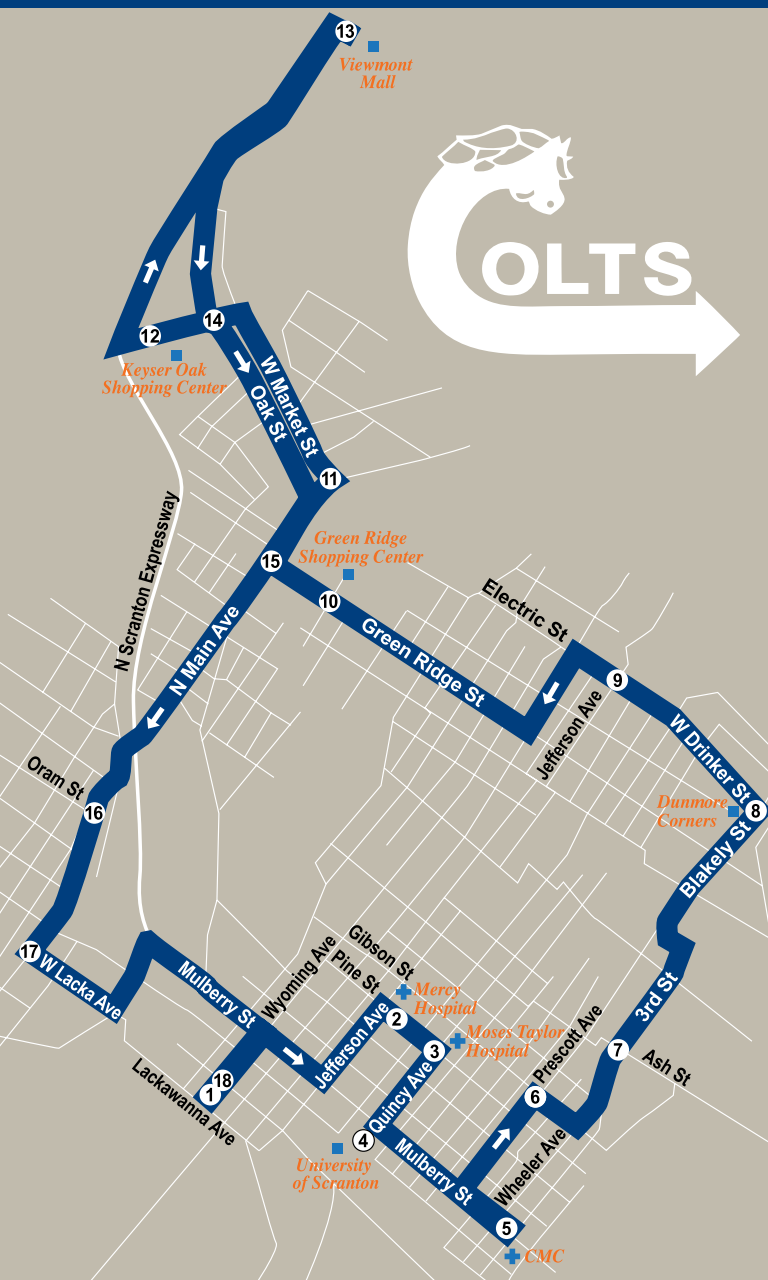 13
Viewmont
Mall
COLTS
14
12
Keyser Oak
Shopping Center
W Market St
Oak St
11
N Scranton Expressway
Green Ridge
Shopping Center
15
10
Electric St
N Main Ave
Green Ridge St
9
Jefferson Ave
W Drinker St
Oram St
16
Dunmore
Corners
8
Blakely St
17
W Lacka Ave
Mulberry St
Wyoming Ave
Gibson St
Pine St
Mercy
Hospital
2
Jefferson Ave
3
Moses Taylor
Hospital
3rd St
Prescott Ave
7
Ash St
Lackawanna Ave
18
1
Quincy Ave
6
4
University
of Scranton
Mulberry St
Wheeler Ave
5
CMC